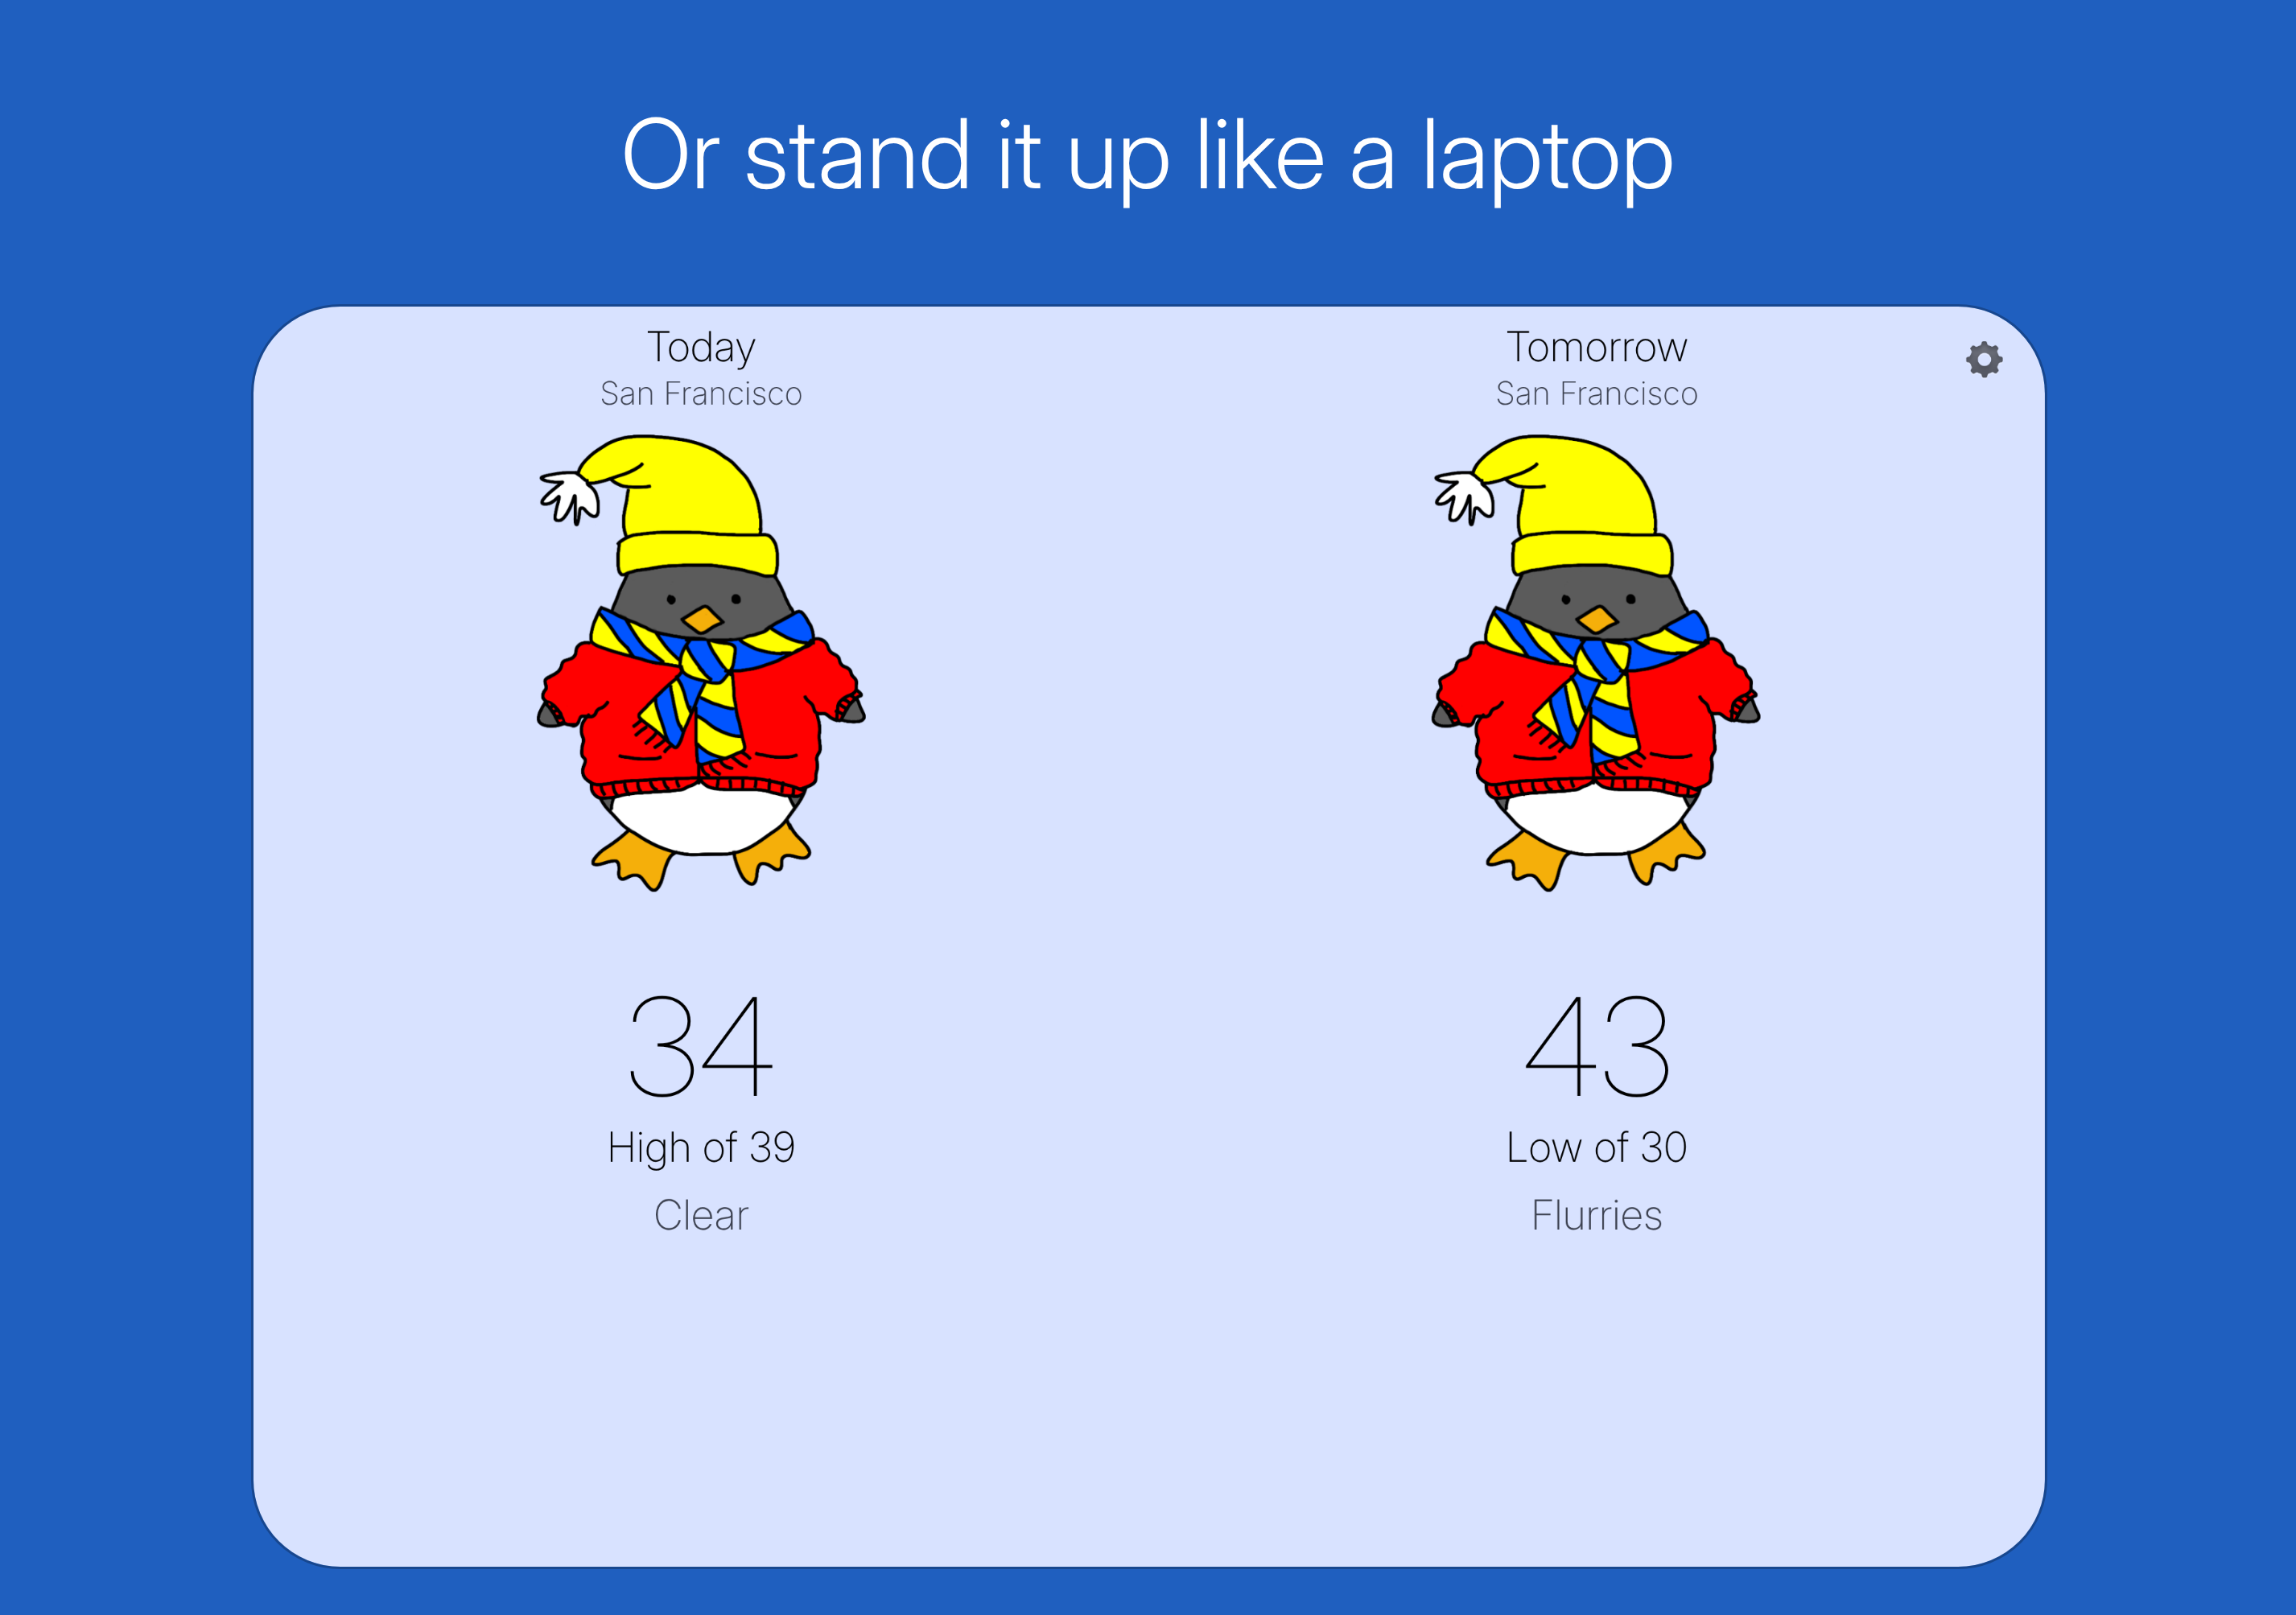 Or stand it up like a laptop
Today
San Francisco
34
High of 39
Clear
Tomorrow
San Francisco
43
Low of 30
Flurries